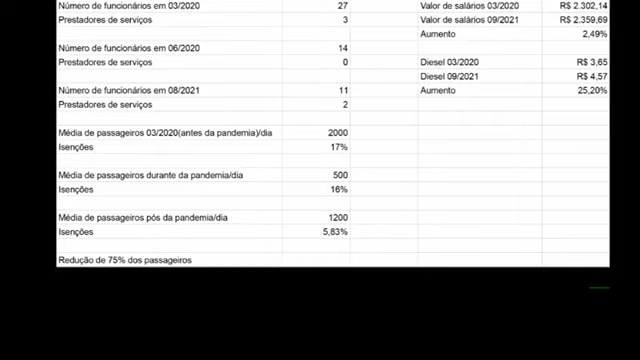 Número de funcionários em 03/2020 27 Valor de salários 03/2020 R$ 2.302,14
Prestadores de serviços 3 Valor de salários 09/2021 R$ 2.359,69
Aumento 2,49%
Número de funcionários em 06/2020 14
Prestadores de serviços 0 Diesel 03/2020 R$ 3,65
Diesel 09/2021 R$ 4,57
Número de funcionários em 08/2021 11 Aumento 25,20%
Prestadores de serviços 2
Média de passageiros 03/2020(antes da pandemia)/dia 2000
Isenções 17%
Média de passageiros durante da pandemia/dia 500
Isenções 16%
Média de passageiros pós da pandemia/dia 1200
Isenções 5,83%
Redução de 75% dos passageiros